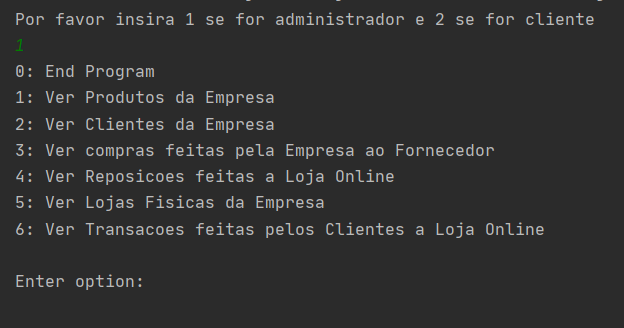 Por favor insira 1 se for administrador e 2 se for cliente
1
0: End Program
1: Ver Produtos da Empresa
2: Ver Clientes da Empresa
3: Ver compras feitas pela Empresa ao Fornecedor
4: Ver Reposicoes feitas a Loja Online
5: Ver Lojas Fisicas da Empresa
6: Ver Transacoes feitas pelos Clientes a Loja Online
Enter option: